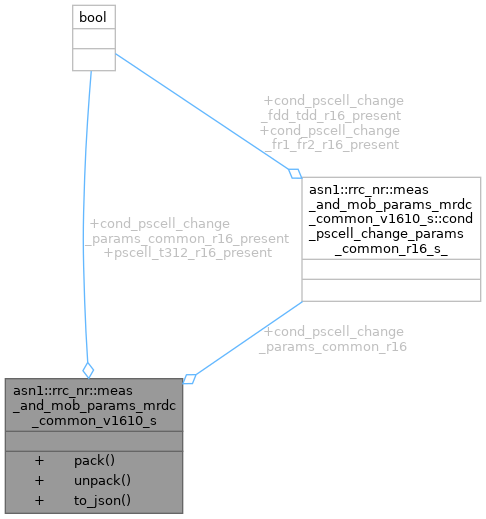 bool
+cond_pscell_change
_fdd_tdd_r16_present
+cond_pscell_change
_fr1_fr2_r16_present
asn1::rrc_nr::meas
_and_mob_params_mrdc
_common_v1610_s::cond
_pscell_change_params
_common_r16_s_
+cond_pscell_change
_params_common_r16_present
+pscell_t312_r16_present
+cond_pscell_change
_params_common_r16
asn1::rrc_nr::meas
_and_mob_params_mrdc
_common_v1610_s
+ pack()
+ unpack()
+ to_json()